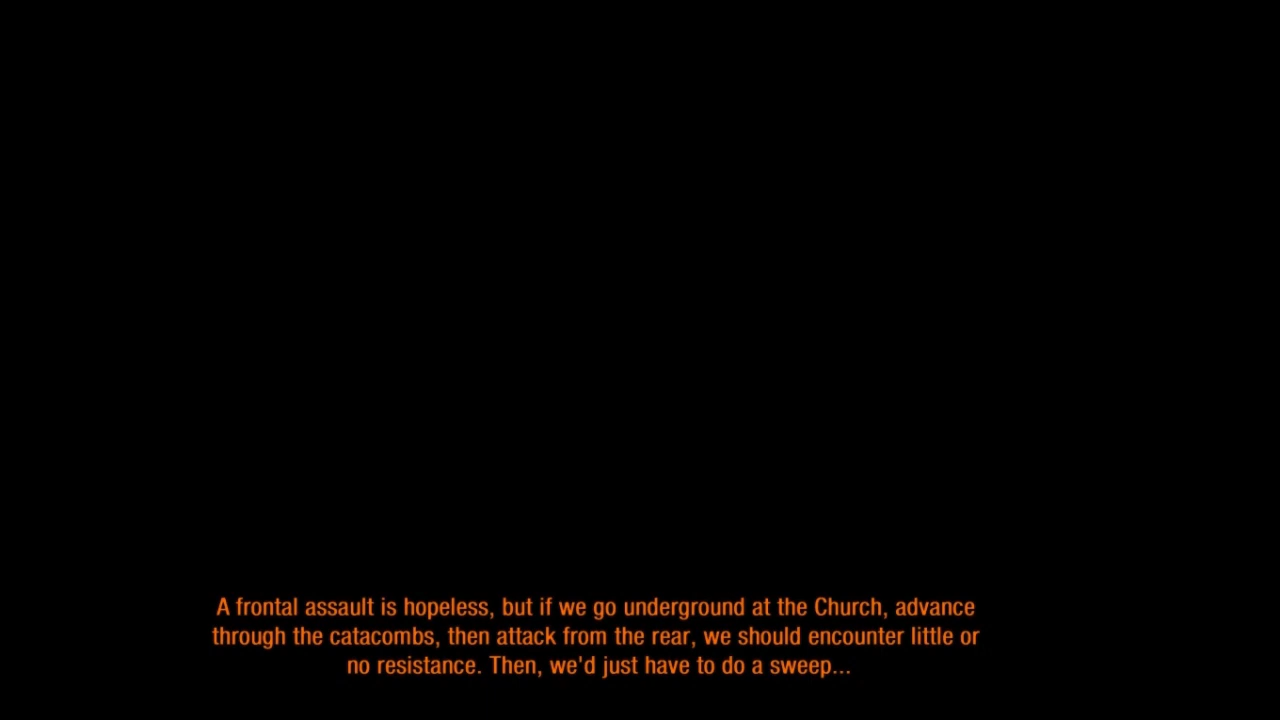 A frontal assault is hopeless, but if we go underground at the Church, advance
through the catacombs, then attack from the rear, we should encounter little or
no resistance. Then, we'd just have to do a sweep...